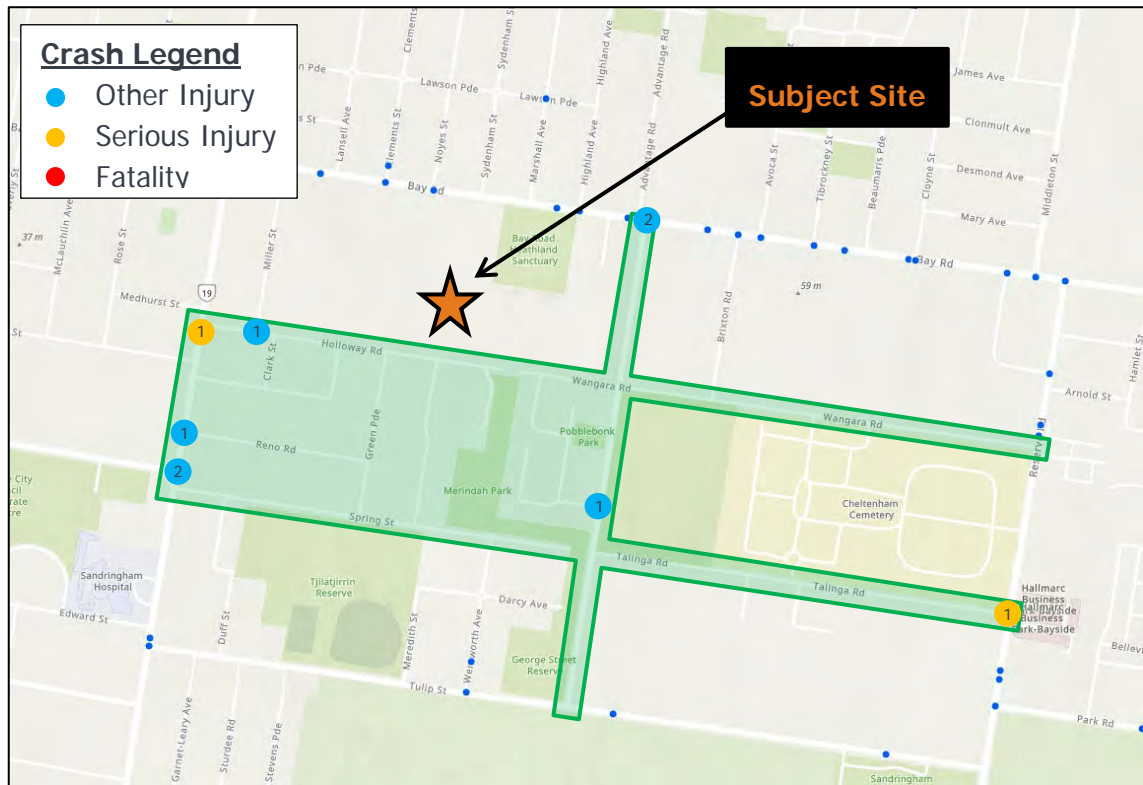 Crash Legend
Other Injury
Serious Injury
Fatality
Subject Site
Clements
Sydenham St
Highland Ave
Advantage Rd
Lawson Pde
Lawson Pde
Lawson Pde
James Ave
Clonmult Ave
Desmond Ave
Mary Ave
Middleton St
Lansell Ave
Clements St
Noyes St
Sydenham St
Marshall Ave
Highland Ave
Advantage Rd
Avoca St
Tibrockney St
Beaumaris Pde
Cloyne St
Bay Rd
Bay Rd
Bay Road
Heathland
Sanctuary
2
37 m
McLauchlin Ave
Rose St
Miller St
59 m
Medhurst St
19
1
1
Holloway Rd
Clark St
Brixton Rd
Hamlet St
Arnold St
Wangara Rd
Wangara Rd
Green Pde
Reno Rd
1
2
Pobblebonk
Park
Merindah Park
1
Spring St
Cheltenham
Cemetery
Talinga Rd
Talinga Rd
1
Hallmarc
Business
Park-Bayside
Sandringham
Hospital
Edward St
Tjilatjirrin
Reserve
Duff St
Darcy Ave
Meredith St
Wentworth Ave
George Street
Reserve
Tulip St
Park Rd
Garnet-Leary Ave
Sturdee Rd
Stevens Pde
Sandringham